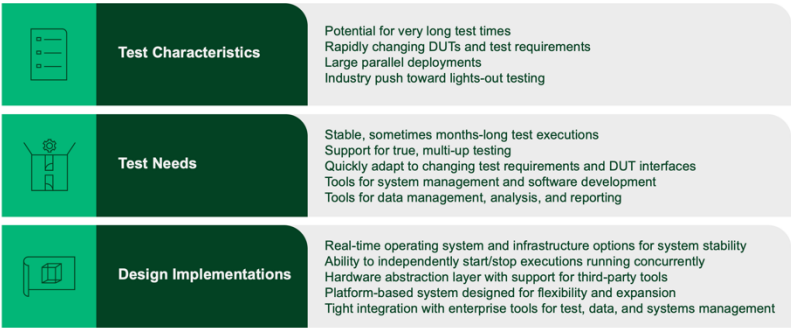 Test Characteristics
Potential for very long test times
Rapidly changing DUTs and test requirements
Large parallel deployments
Industry push toward lights-out testing
Test Needs
Stable, sometimes months-long test executions
Support for true, multi-up testing
Quickly adapt to changing test requirements and DUT interfaces
Tools for system management and software development
Tools for data management, analysis, and reporting
Design Implementations
Real-time operating system and infrastructure options for system stability
Ability to independently start/stop executions running concurrently
Hardware abstraction layer with support for third-party tools
Platform-based system designed for flexibility and expansion
Tight integration with enterprise tools for test, data, and systems management